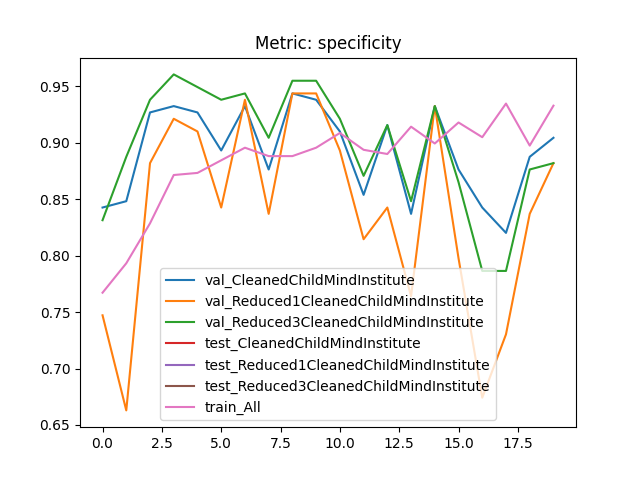 Metric: specificity
0.95
0.90
0.85
0.80
0.75
0.70
0.65
val_CleanedChildMindInstitute
val_Reduced1CleanedChildMindInstitute
val_Reduced3CleanedChildMindInstitute
test_CleanedChildMindInstitute
test_Reduced1CleanedChildMindInstitute
test_Reduced3CleanedChildMindInstitute
train_All
0.0 2.5 5.0 7.5 10.0 12.5 15.0 17.5